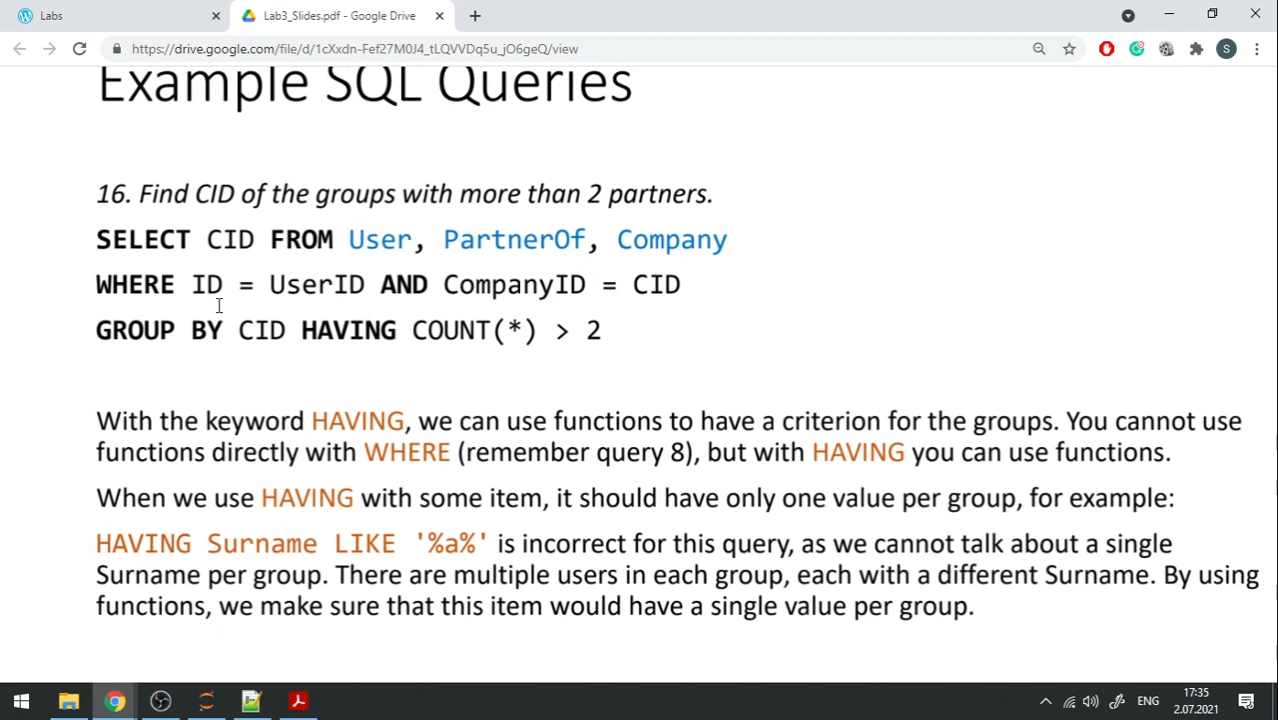 Labs
Lab3_Slides.pdf - Google Drive
https://drive.google.com/file/d/1cXxdn-Fef27M0J4_tLQVVDq5u_jO6geQ/view
S
Example SQL Queries
16. Find CID of the groups with more than 2 partners.
SELECT CID FROM User, PartnerOf, Company
WHERE ID = UserID AND CompanyID = CID
GROUP BY CID HAVING COUNT(*) > 2
With the keyword HAVING, we can use functions to have a criterion for the groups. You cannot use
functions directly with WHERE (remember query 8), but with HAVING you can use functions.
When we use HAVING with some item, it should have only one value per group, for example:
HAVING Surname LIKE '%a%' is incorrect for this query, as we cannot talk about a single
Surname per group. There are multiple users in each group, each with a different Surname. By using
functions, we make sure that this item would have a single value per group.
ENG
17:35
2.07.2021